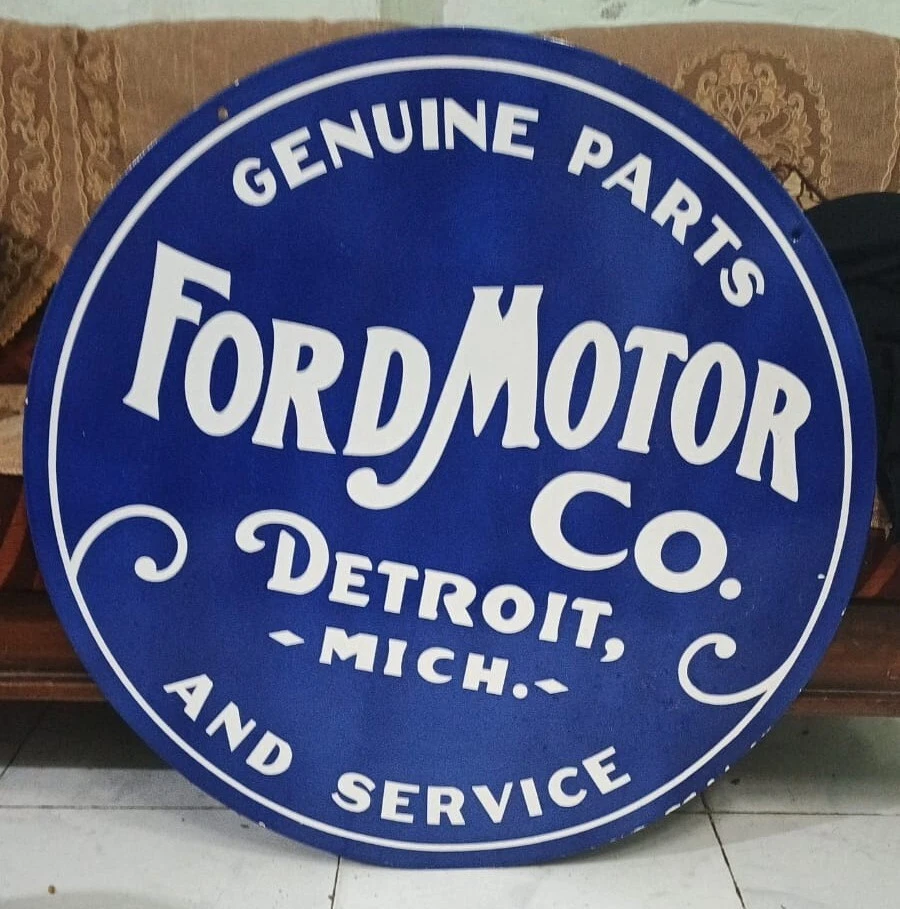 GENUINE PARTS
FORD MOTOR
CO.
DETROIT,
-MICH.-
AND SERVICE